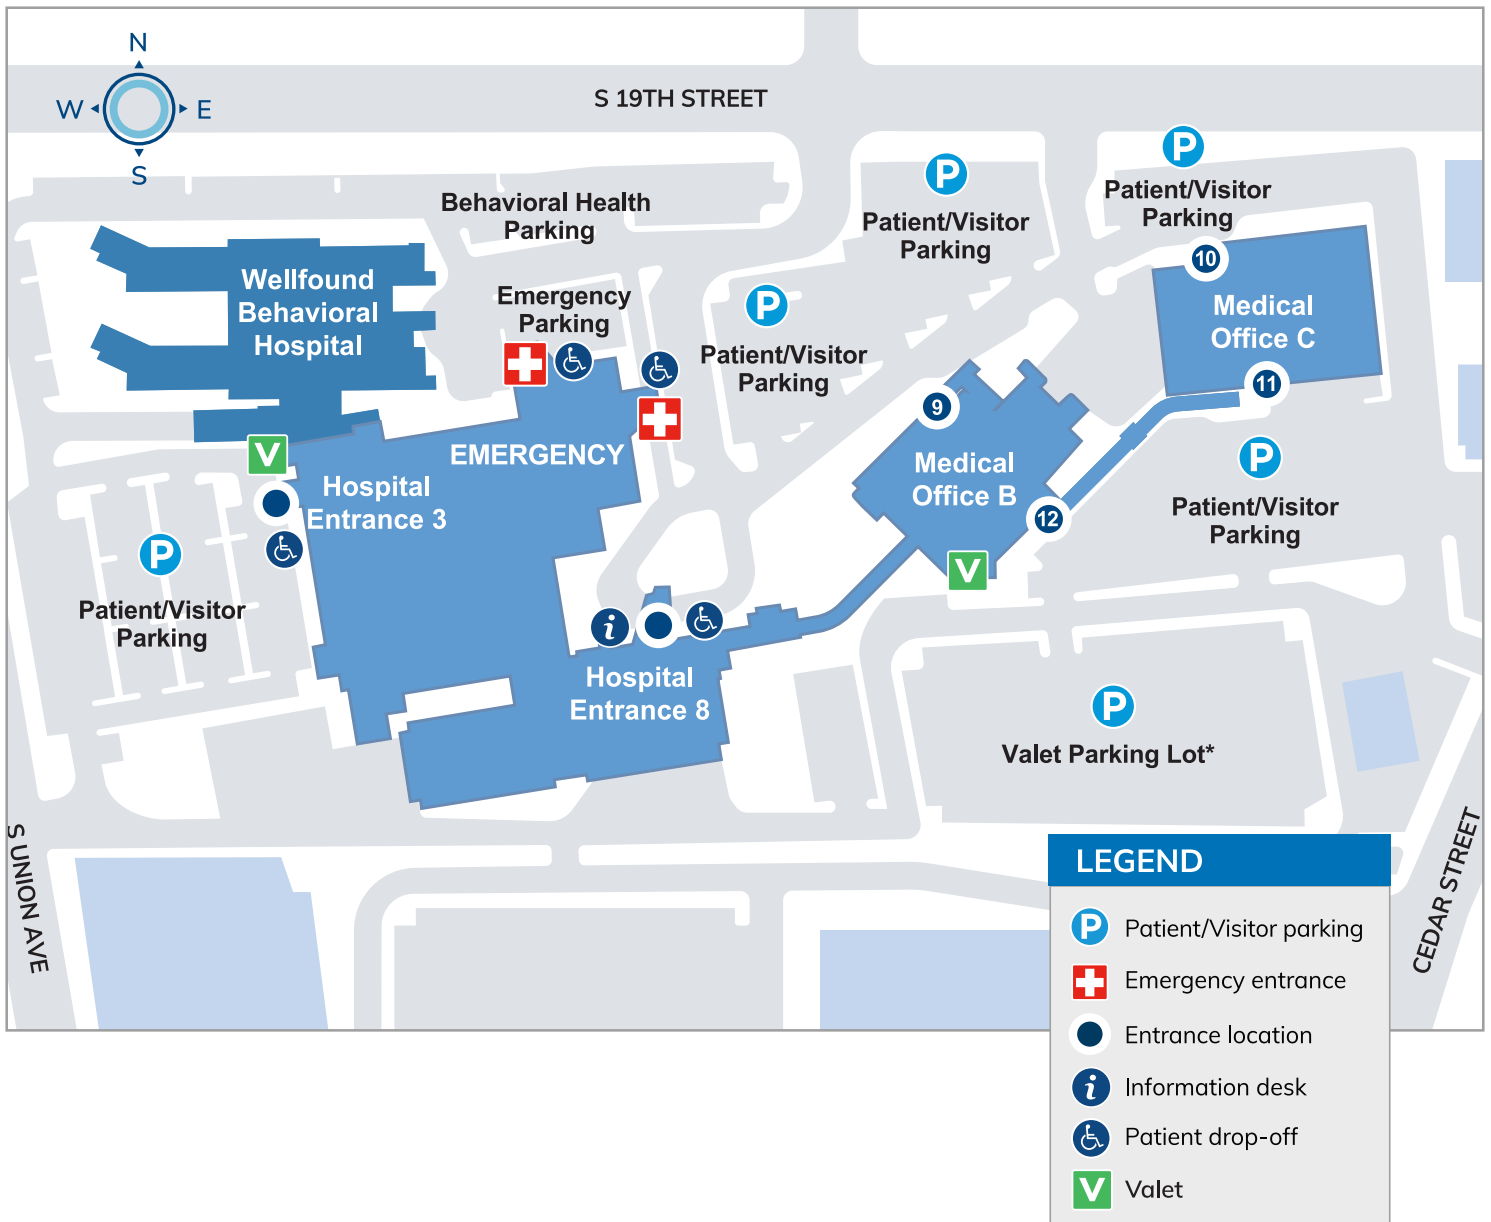 N
W
E
S
S 19TH STREET
P
Patient/Visitor
Parking
P
Patient/Visitor
Parking
Behavioral Health
Parking
Wellfound
Behavioral
Hospital
Emergency
Parking
P
Patient/Visitor
Parking
10
Medical
Office C
11
9
Medical
Office B
12
V
P
Patient/Visitor
Parking
EMERGENCY
V
Hospital
Entrance 3
P
Patient/Visitor
Parking
i
Hospital
Entrance 8
P
Valet Parking Lot*
S UNION AVE
CEDAR STREET
LEGEND
P Patient/Visitor parking
Emergency entrance
Entrance location
i Information desk
Patient drop-off
V Valet